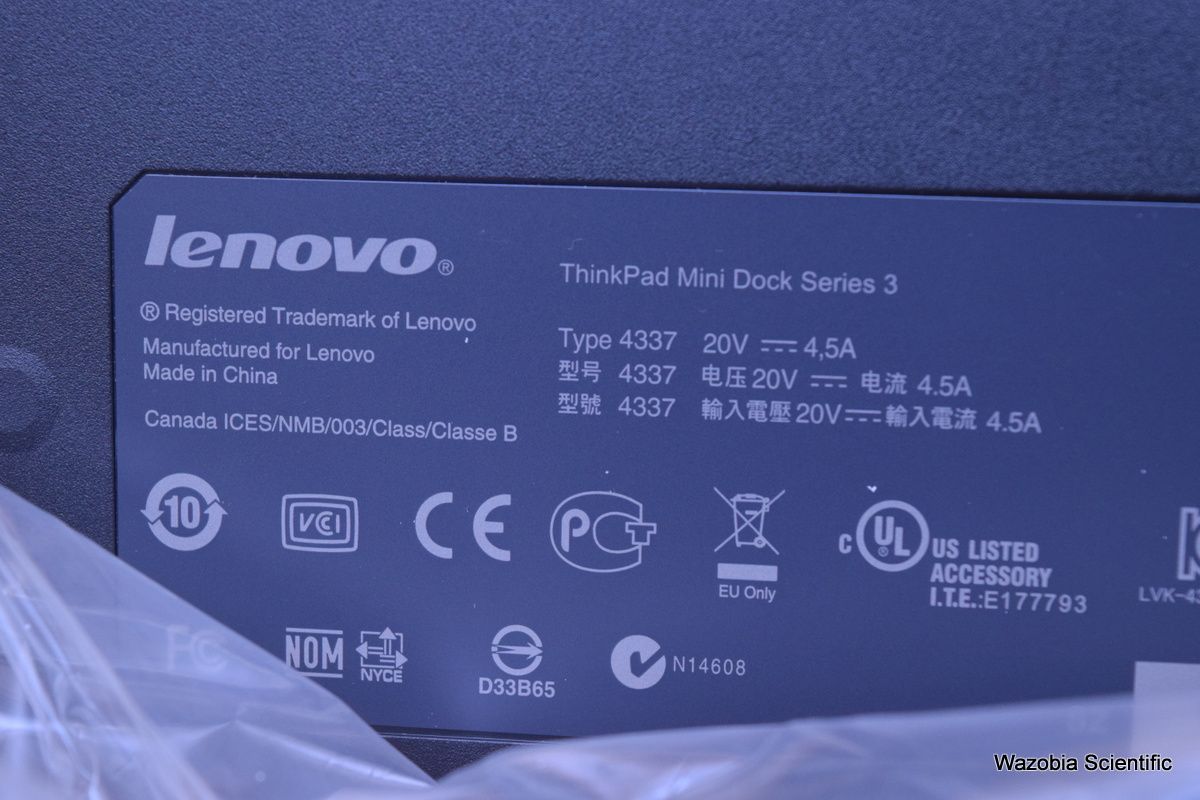 lenovo®
® Registered Trademark of Lenovo
Manufactured for Lenovo
Made in China
Canada ICES/NMB/003/Class/Classe B
ThinkPad Mini Dock Series 3
Type 4337 20V ⎓ 4,5A
型号 4337 电压 20V ⎓ 电流 4.5A
型號 4337 輸入電壓 20V ⎓ 輸入電流 4.5A
10
VCI
CE
PCT
EU Only
c UL ® US LISTED
ACCESSORY
I.T.E.:E177793
FC
NOM
NYCE
D33B65
N14608
Wazobia Scientific